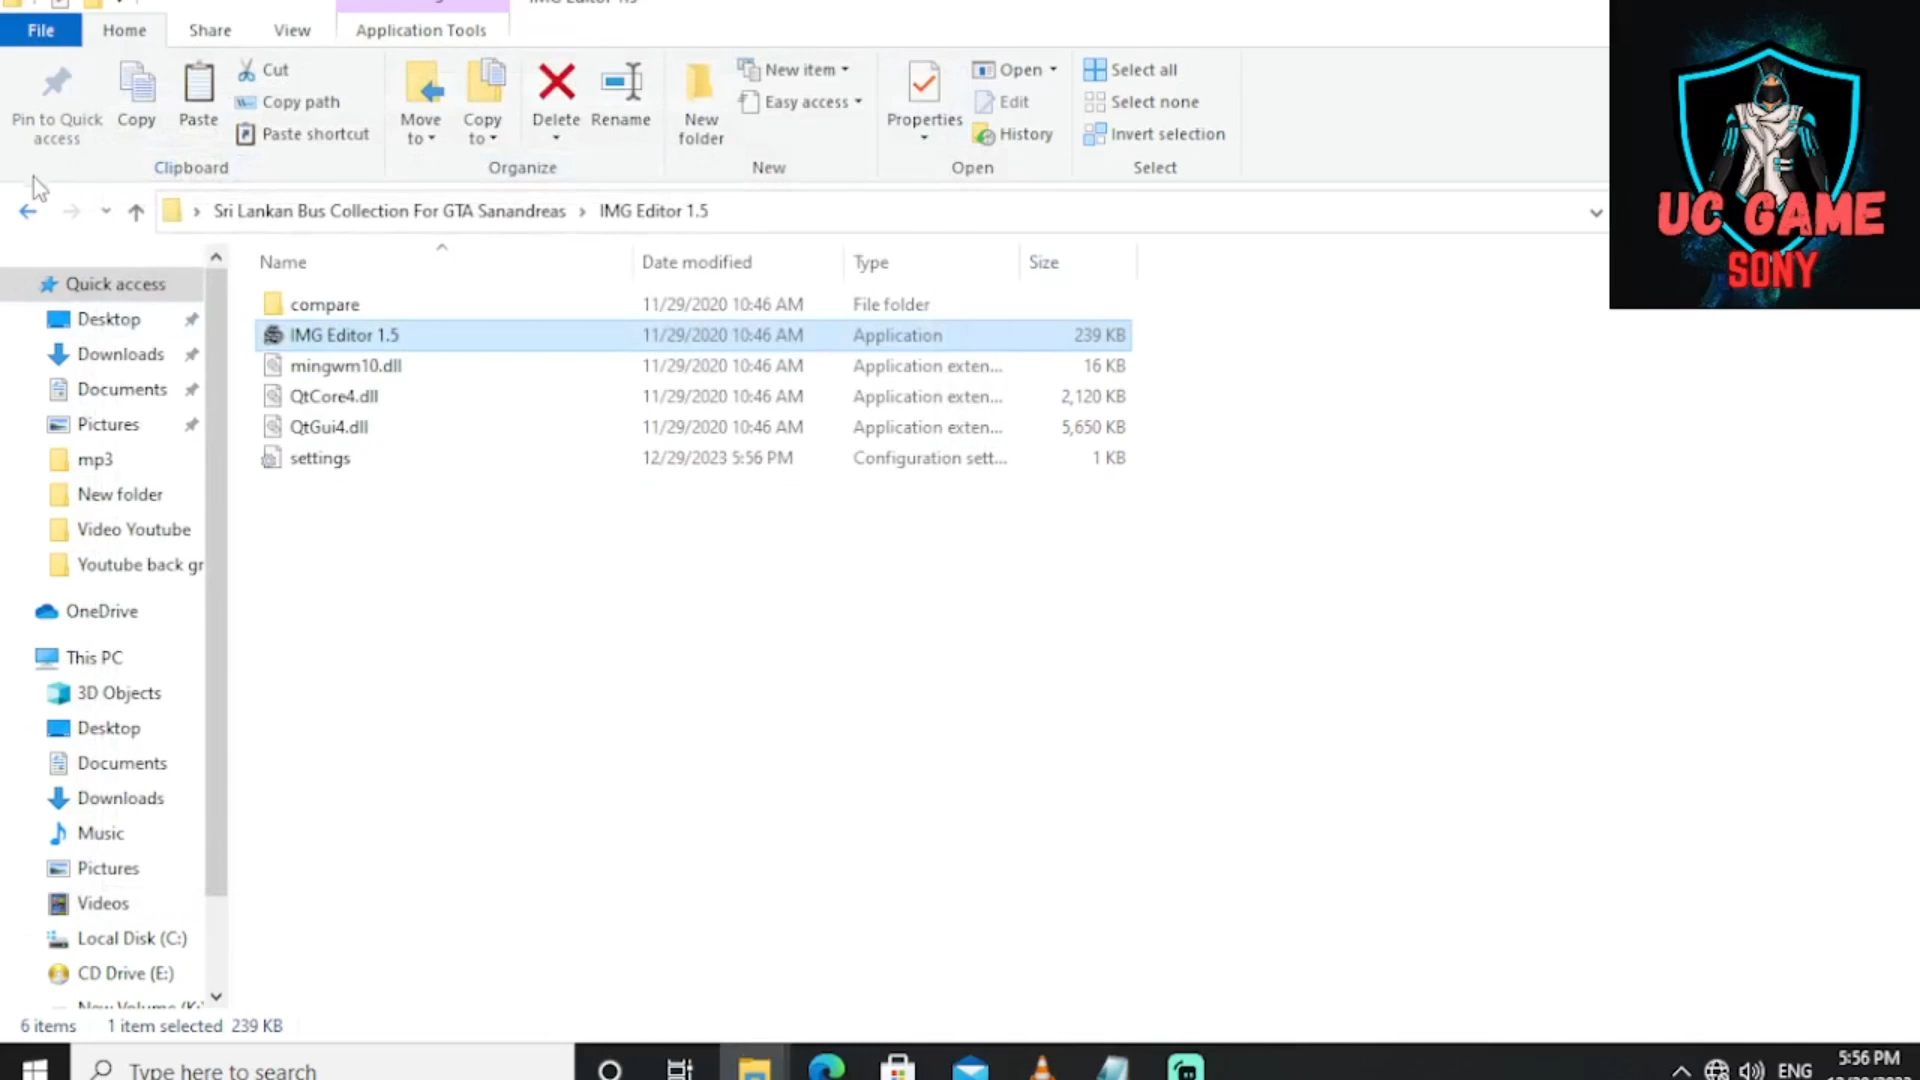 IMG Editor 1.5
File Home Share View Application Tools
Pin to Quick access
Copy
Paste
Cut
Copy path
Paste shortcut
Clipboard
Move to
Copy to
Delete
Rename
Organize
New folder
New item
Easy access
New
Properties
Open
Edit
History
Open
Select all
Select none
Invert selection
Select
UC GAME
SONY
Sri Lankan Bus Collection For GTA Sanandreas › IMG Editor 1.5
Name Date modified Type Size
compare 11/29/2020 10:46 AM File folder
IMG Editor 1.5 11/29/2020 10:46 AM Application 239 KB
mingwm10.dll 11/29/2020 10:46 AM Application exten... 16 KB
QtCore4.dll 11/29/2020 10:46 AM Application exten... 2,120 KB
QtGui4.dll 11/29/2020 10:46 AM Application exten... 5,650 KB
settings 12/29/2023 5:56 PM Configuration sett... 1 KB
Quick access
Desktop
Downloads
Documents
Pictures
mp3
New folder
Video Youtube
Youtube back gr
OneDrive
This PC
3D Objects
Desktop
Documents
Downloads
Music
Pictures
Videos
Local Disk (C:)
CD Drive (E:)
New Volume (K:)
6 items 1 item selected 239 KB
Type here to search
ENG
5:56 PM